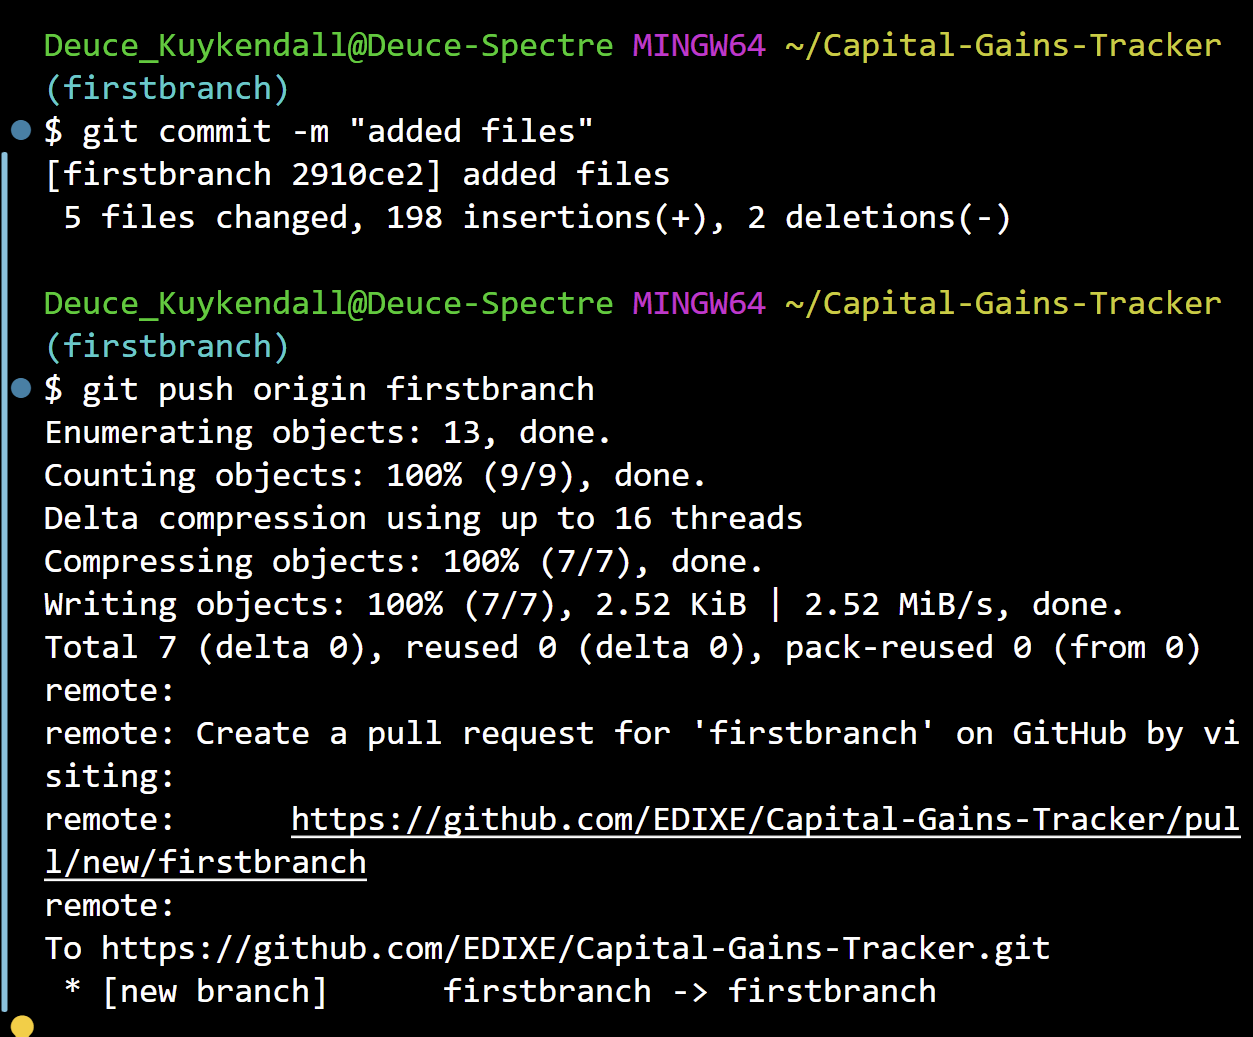 Deuce_Kuykendall@Deuce-Spectre MINGW64 ~/Capital-Gains-Tracker
(firstbranch)
$ git commit -m "added files"
[firstbranch 2910ce2] added files
 5 files changed, 198 insertions(+), 2 deletions(-)

Deuce_Kuykendall@Deuce-Spectre MINGW64 ~/Capital-Gains-Tracker
(firstbranch)
$ git push origin firstbranch
Enumerating objects: 13, done.
Counting objects: 100% (9/9), done.
Delta compression using up to 16 threads
Compressing objects: 100% (7/7), done.
Writing objects: 100% (7/7), 2.52 KiB | 2.52 MiB/s, done.
Total 7 (delta 0), reused 0 (delta 0), pack-reused 0 (from 0)
remote:
remote: Create a pull request for 'firstbranch' on GitHub by vi
siting:
remote:      https://github.com/EDIXE/Capital-Gains-Tracker/pul
l/new/firstbranch
remote:
To https://github.com/EDIXE/Capital-Gains-Tracker.git
 * [new branch]      firstbranch -> firstbranch